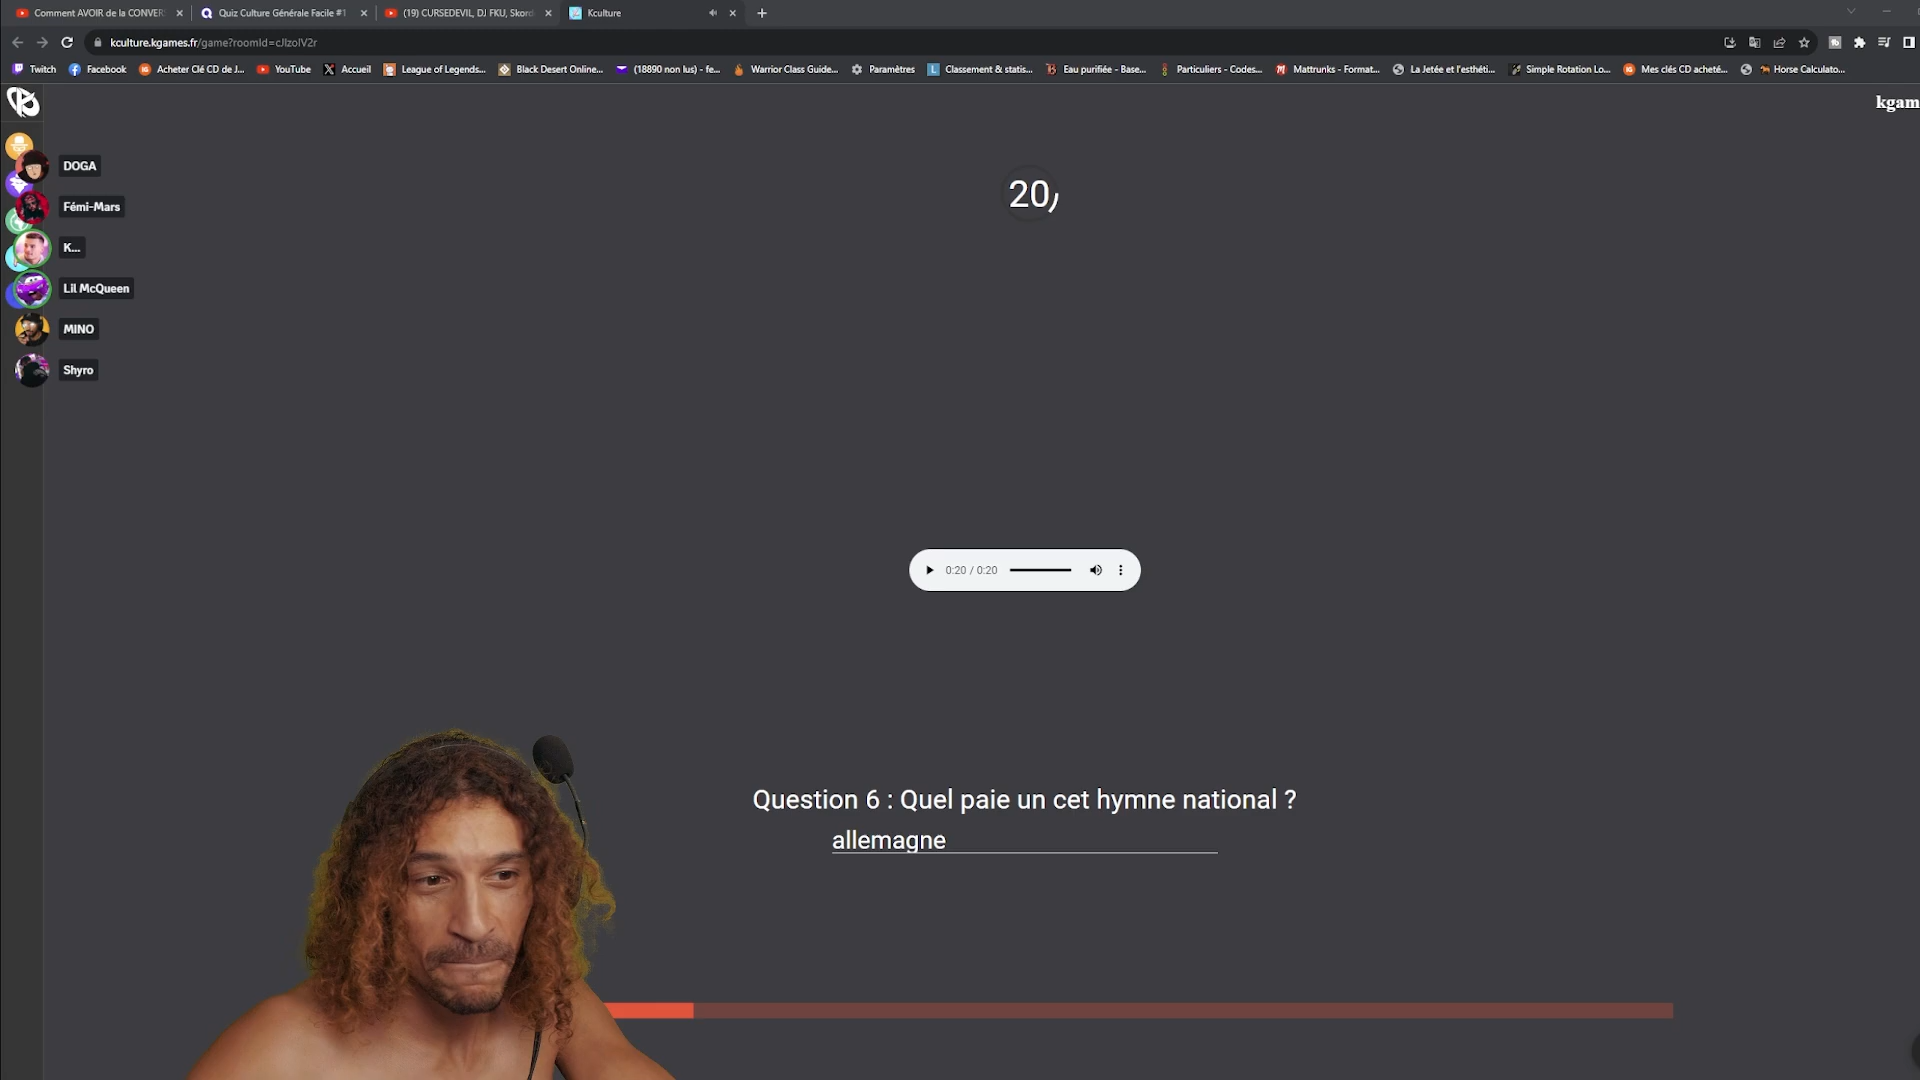 Comment AVOIR de la CONVER
Quiz Culture Générale Facile #1
(19) CURSEDEVIL, DJ FKU, Skord
Kculture
kculture.kgames.fr/game?roomId=cJIzolV2r
Twitch
Facebook
Acheter Clé CD de J...
YouTube
Accueil
League of Legends...
Black Desert Online...
(18890 non lus) - fe...
Warrior Class Guide...
Paramètres
Classement & statis...
Eau purifiée - Base...
Particuliers - Codes...
Mattrunks - Format...
La Jetée et l'esthéti...
Simple Rotation Lo...
Mes clés CD acheté...
Horse Calculato...
kgam
DOGA
Fémi-Mars
K...
Lil McQueen
MINO
Shyro
20
0:20 / 0:20
Question 6 : Quel paie un cet hymne national ?
allemagne